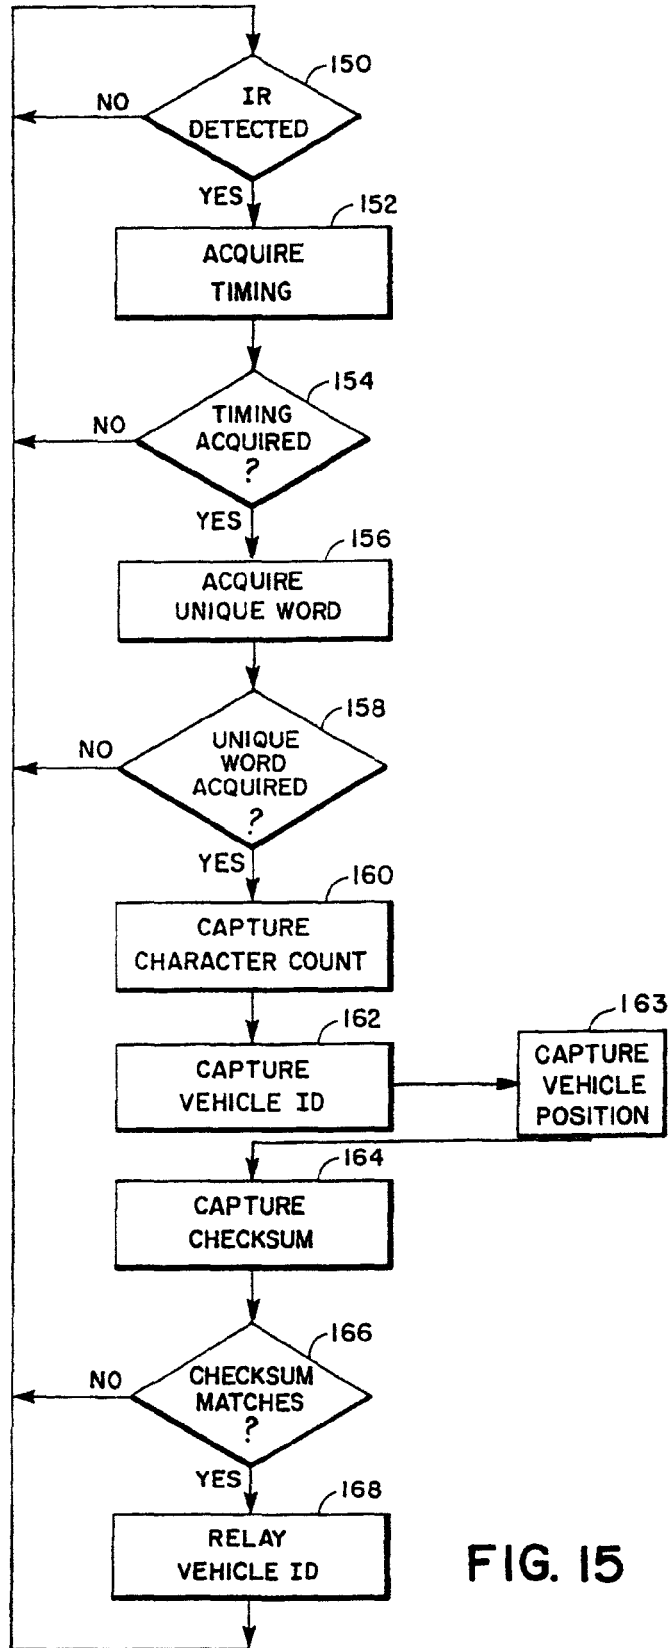 150
IR
DETECTED
NO
YES
152
ACQUIRE
TIMING
154
TIMING
ACQUIRED
?
NO
YES
156
ACQUIRE
UNIQUE WORD
158
UNIQUE
WORD
ACQUIRED
?
NO
YES
160
CAPTURE
CHARACTER COUNT
162
CAPTURE
VEHICLE ID
163
CAPTURE
VEHICLE
POSITION
164
CAPTURE
CHECKSUM
166
CHECKSUM
MATCHES
?
NO
YES
168
RELAY
VEHICLE ID
FIG. 15